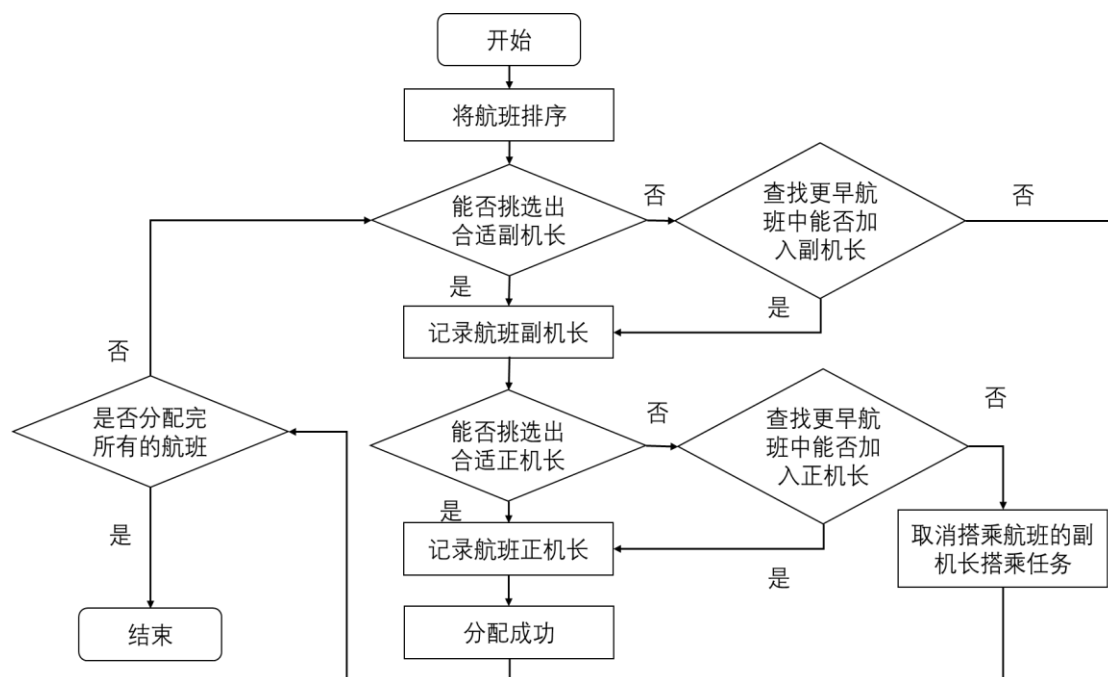 开始
将航班排序
能否挑选出
合适副机长
否
查找更早航
班中能否加
入副机长
否
是
是
记录航班副机长
否
是否分配完
所有的航班
是
能否挑选出
合适正机长
否
查找更早航
班中能否加
入正机长
否
是
是
记录航班正机长
取消搭乘航班的副
机长搭乘任务
分配成功
结束